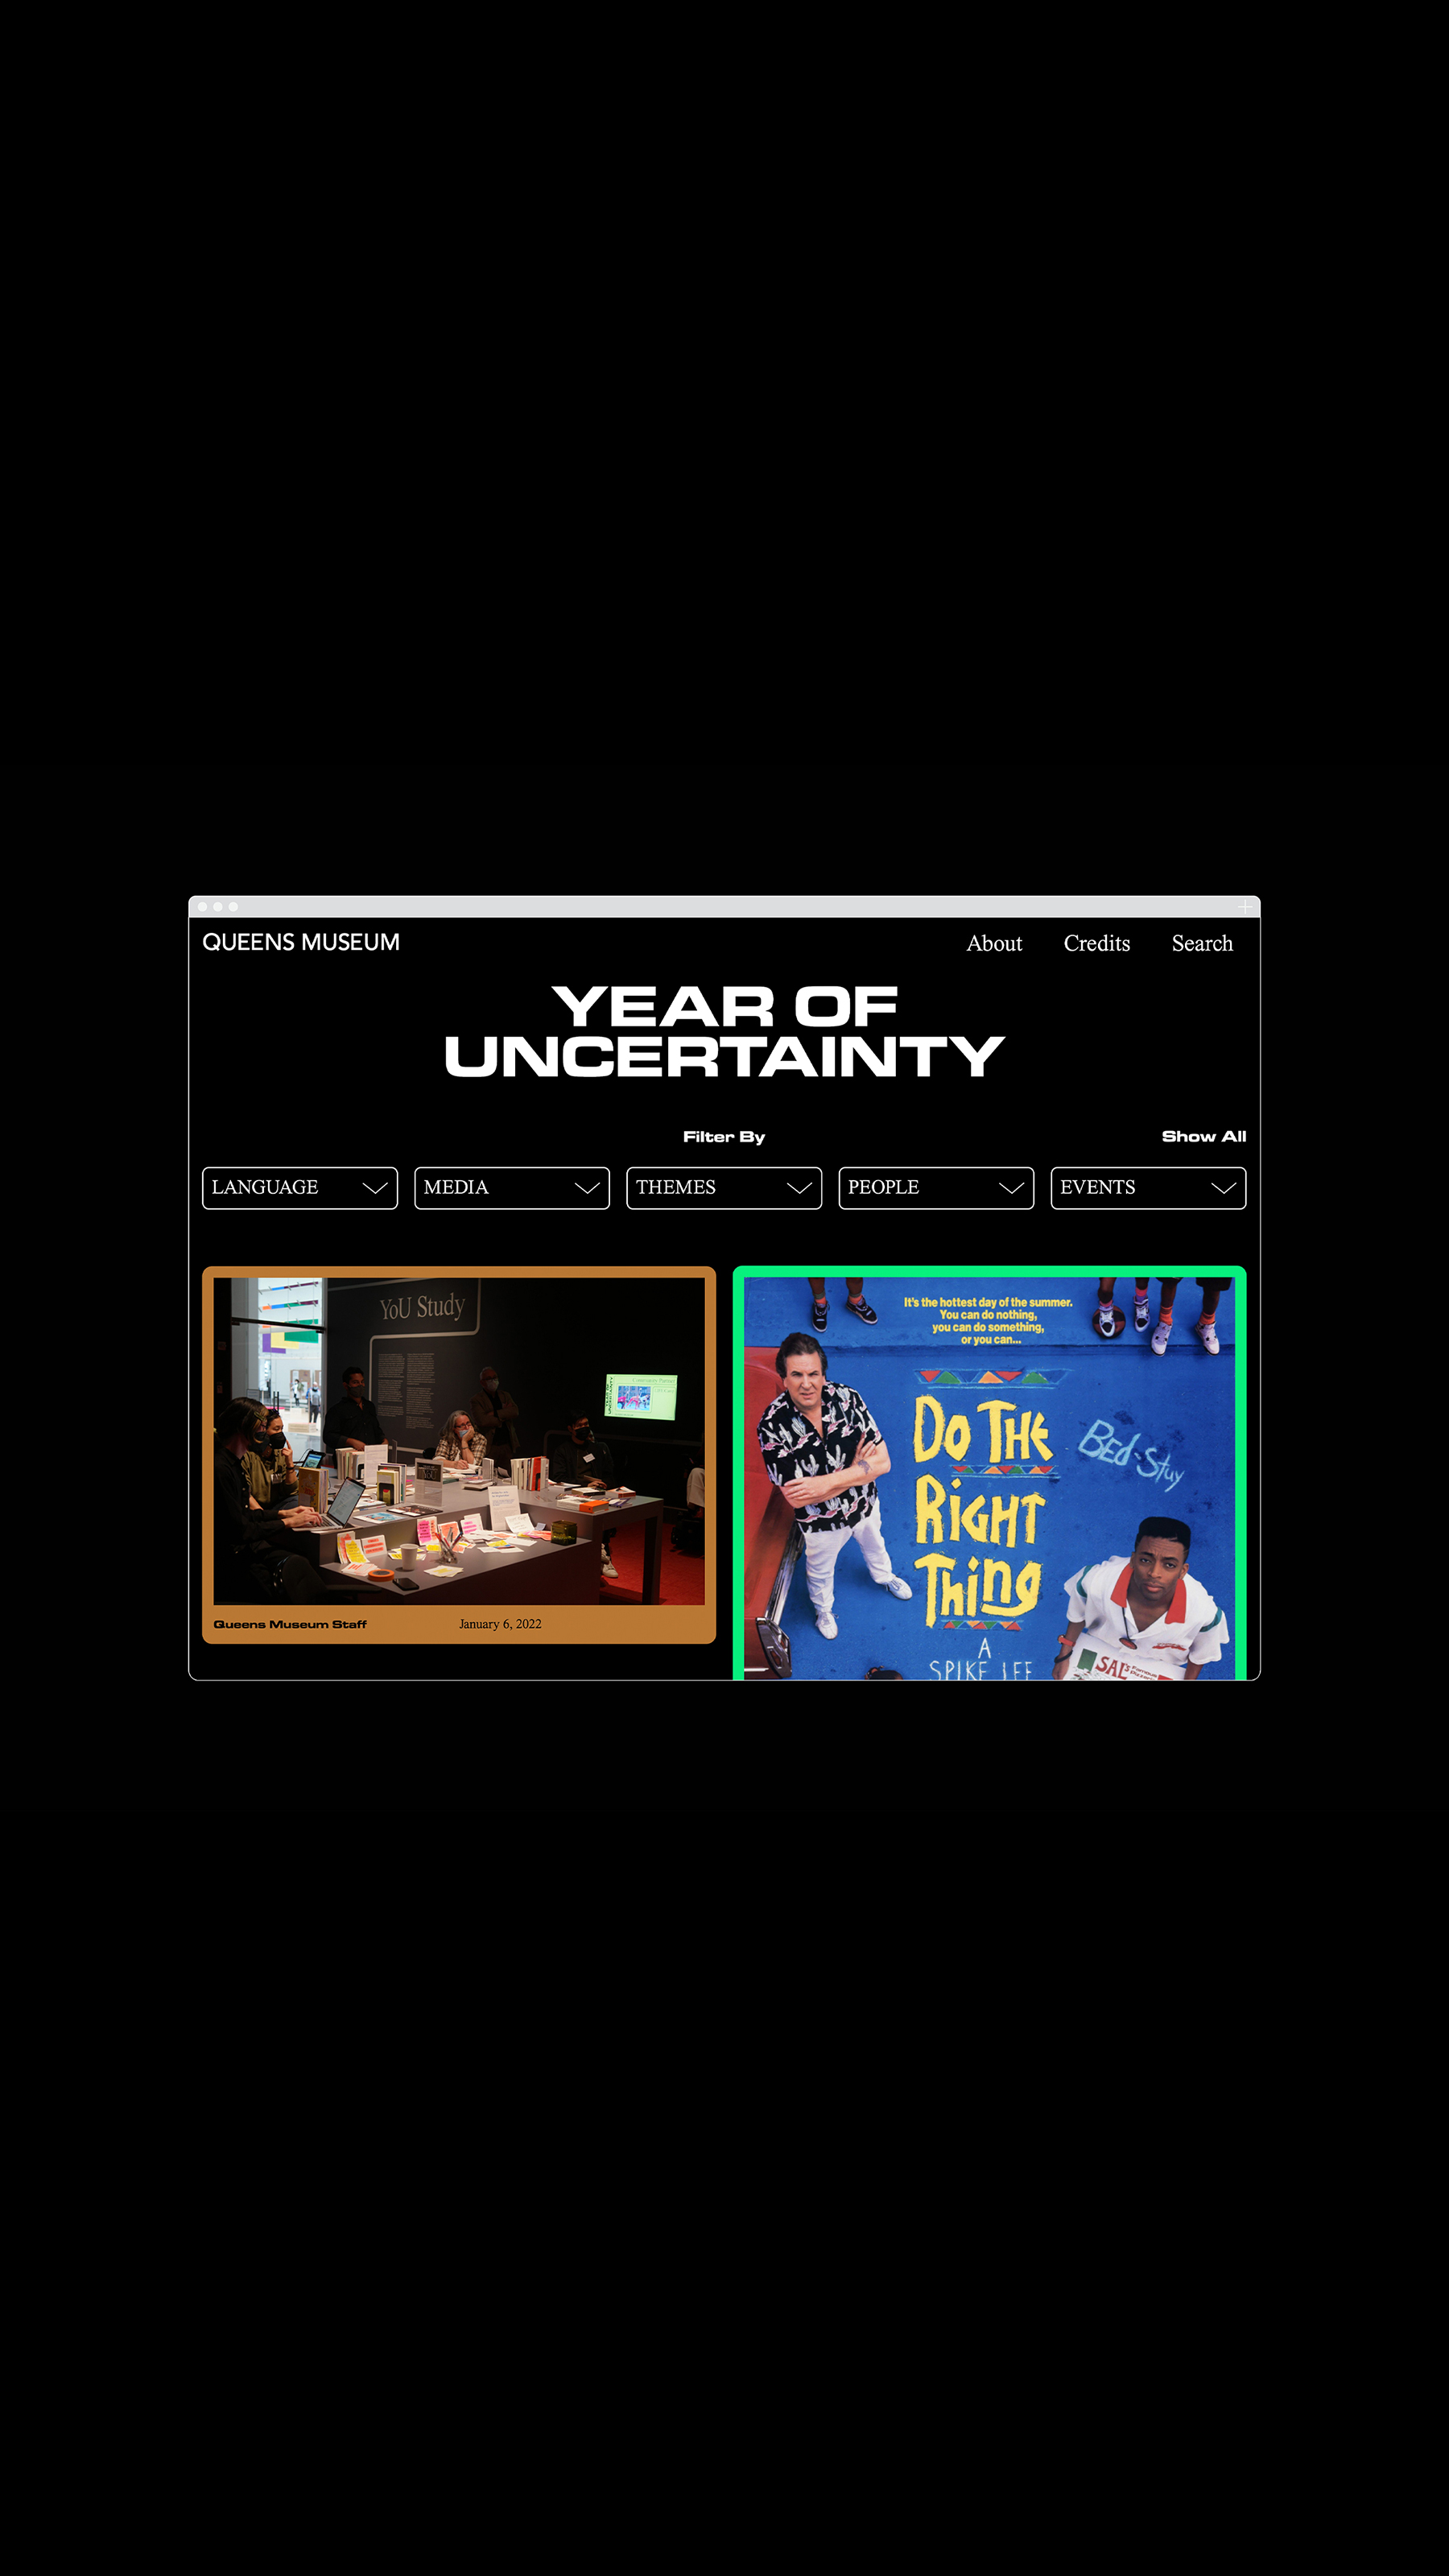 QUEENS MUSEUM
About Credits Search
YEAR OF
UNCERTAINTY
Filter By
Show All
LANGUAGE
MEDIA
THEMES
PEOPLE
EVENTS
YoU Study
Queens Museum Staff
January 6, 2022
It's the hottest day of the summer.
You can do nothing,
you can do something,
or you can...
Do THE
RiGHT
Thing
BED-Stuy
A
SPIKE LEE
SAL's